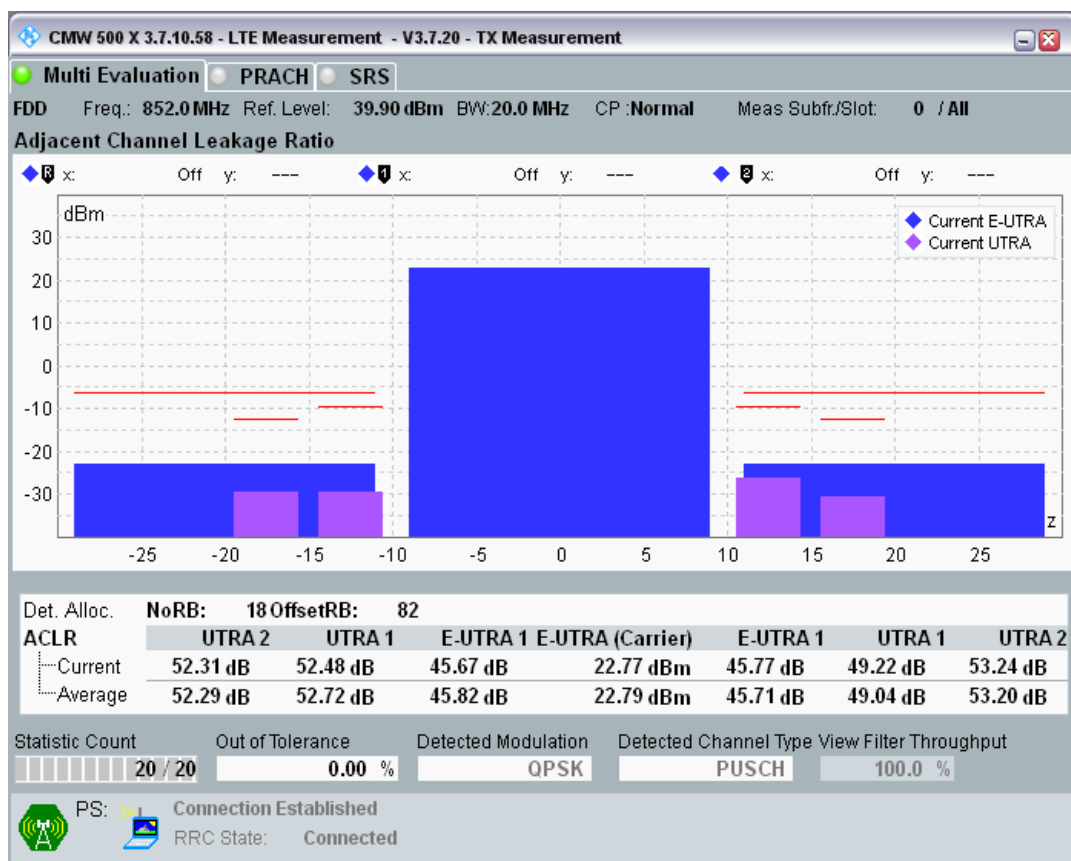 CMW 500 X 3.7.10.58 - LTE Measurement - V3.7.20 - TX Measurement
Multi Evaluation PRACH SRS
FDD Freq.: 852.0 MHz Ref. Level: 39.90 dBm BW:20.0 MHz CP :Normal Meas Subfr./Slot: 0 / All
Adjacent Channel Leakage Ratio
R x: Off y: --- 1 x: Off y: --- 2 x: Off y: ---
dBm
Current E-UTRA
Current UTRA
30
20
10
0
-10
-20
-30
z
-25 -20 -15 -10 -5 0 5 10 15 20 25
Det. Alloc. NoRB: 18 OffsetRB: 82
ACLR UTRA 2 UTRA 1 E-UTRA 1 E-UTRA (Carrier) E-UTRA 1 UTRA 1 UTRA 2
Current 52.31 dB 52.48 dB 45.67 dB 22.77 dBm 45.77 dB 49.22 dB 53.24 dB
Average 52.29 dB 52.72 dB 45.82 dB 22.79 dBm 45.71 dB 49.04 dB 53.20 dB
Statistic Count Out of Tolerance Detected Modulation Detected Channel Type View Filter Throughput
20 / 20 0.00 % QPSK PUSCH 100.0 %
PS: Connection Established
RRC State: Connected